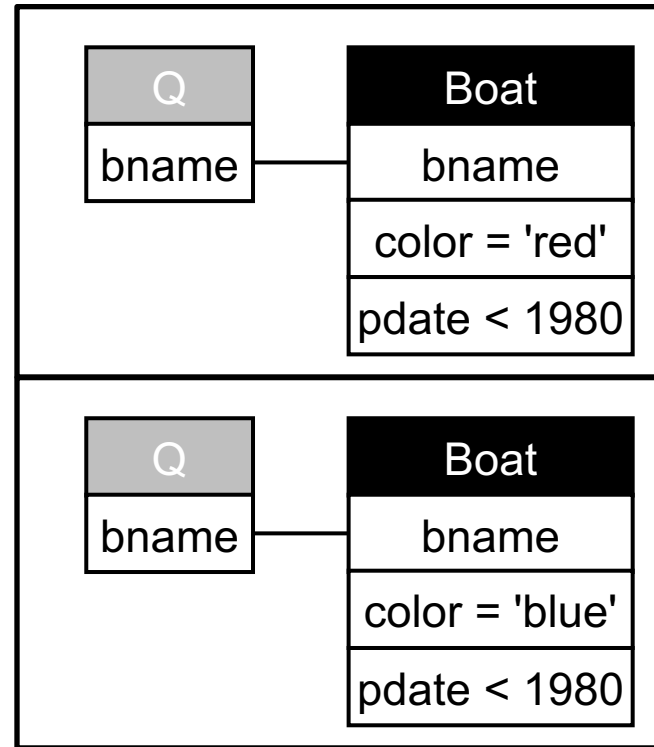 Q Boat
bname bname
color = 'red'
pdate < 1980
Q Boat
bname bname
color = 'blue'
pdate < 1980